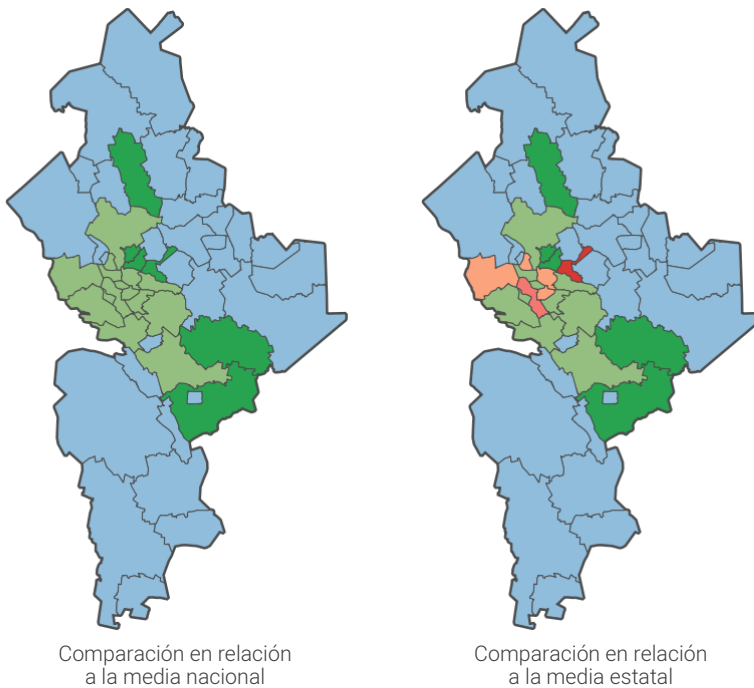 Comparación en relación
a la media nacional
Comparación en relación
a la media estatal